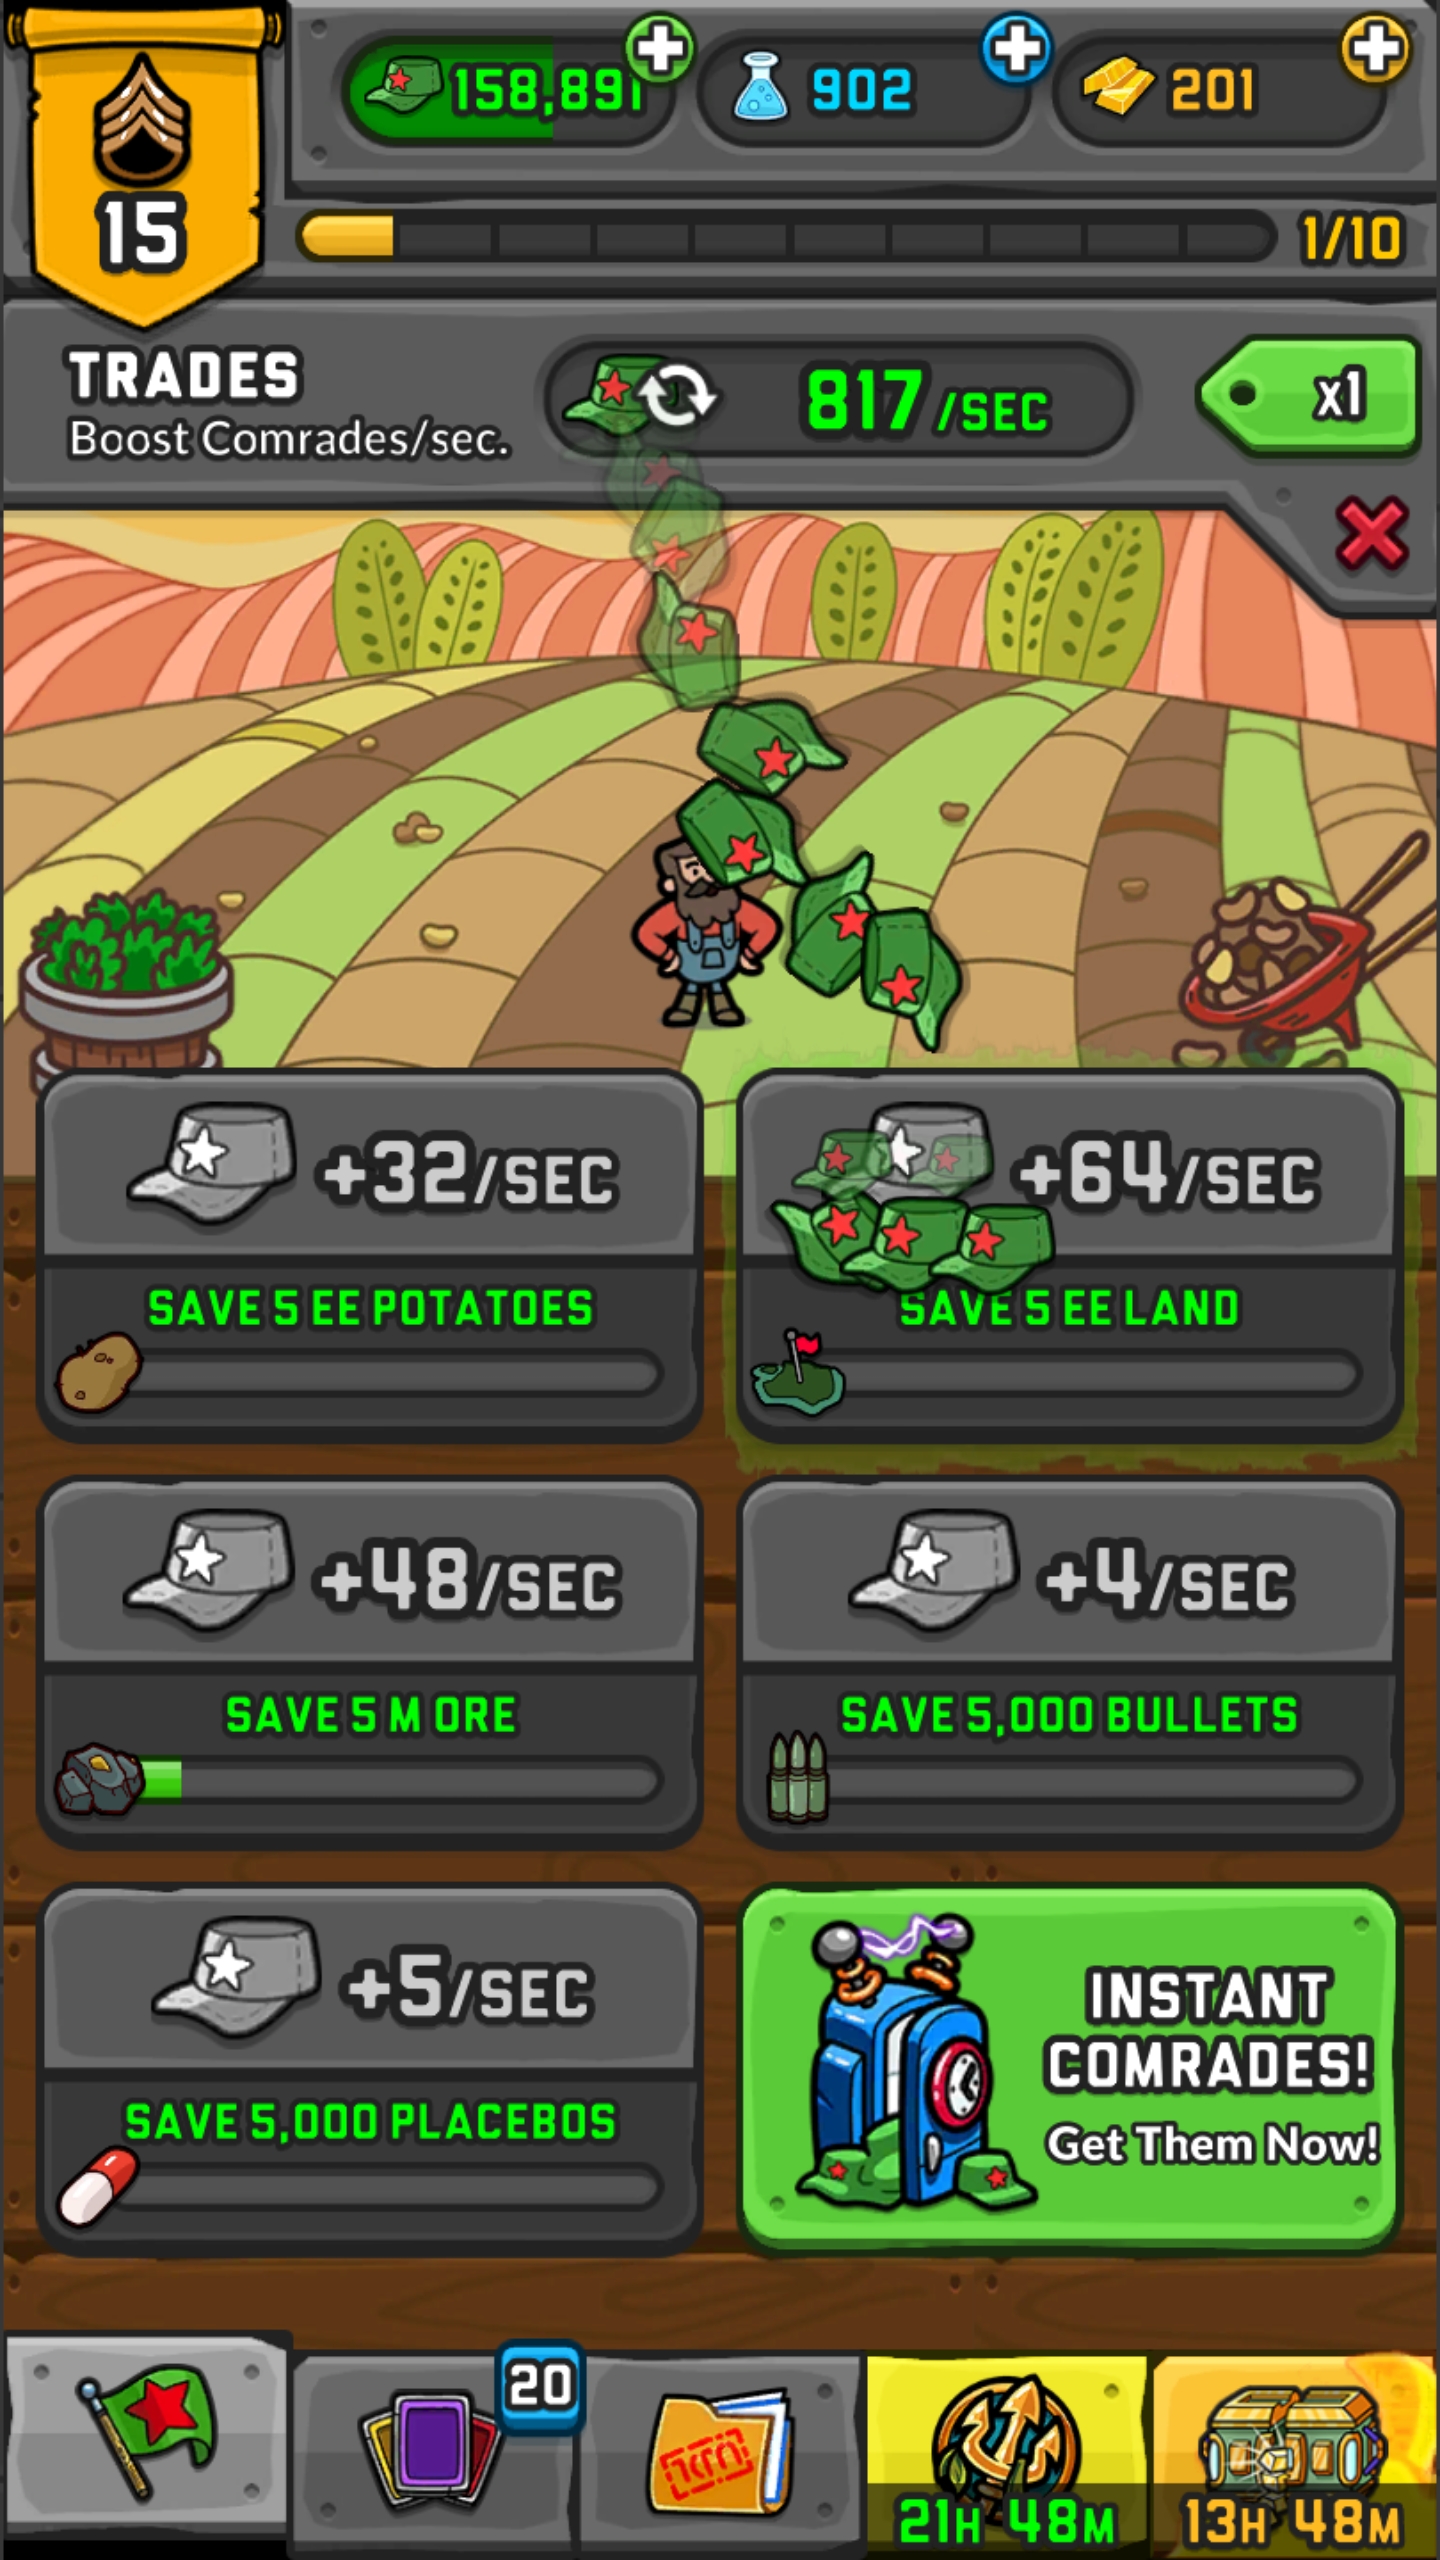 158,891
902
201
15
1/10
TRADES
Boost Comrades/sec.
817/SEC
x1
+32/SEC
SAVE 5 EE POTATOES
+64/SEC
SAVE 5 EE LAND
+48/SEC
SAVE 5 M ORE
+4/SEC
SAVE 5,000 BULLETS
+5/SEC
SAVE 5,000 PLACEBOS
INSTANT
COMRADES!
Get Them Now!
20
21H 48M
13H 48M